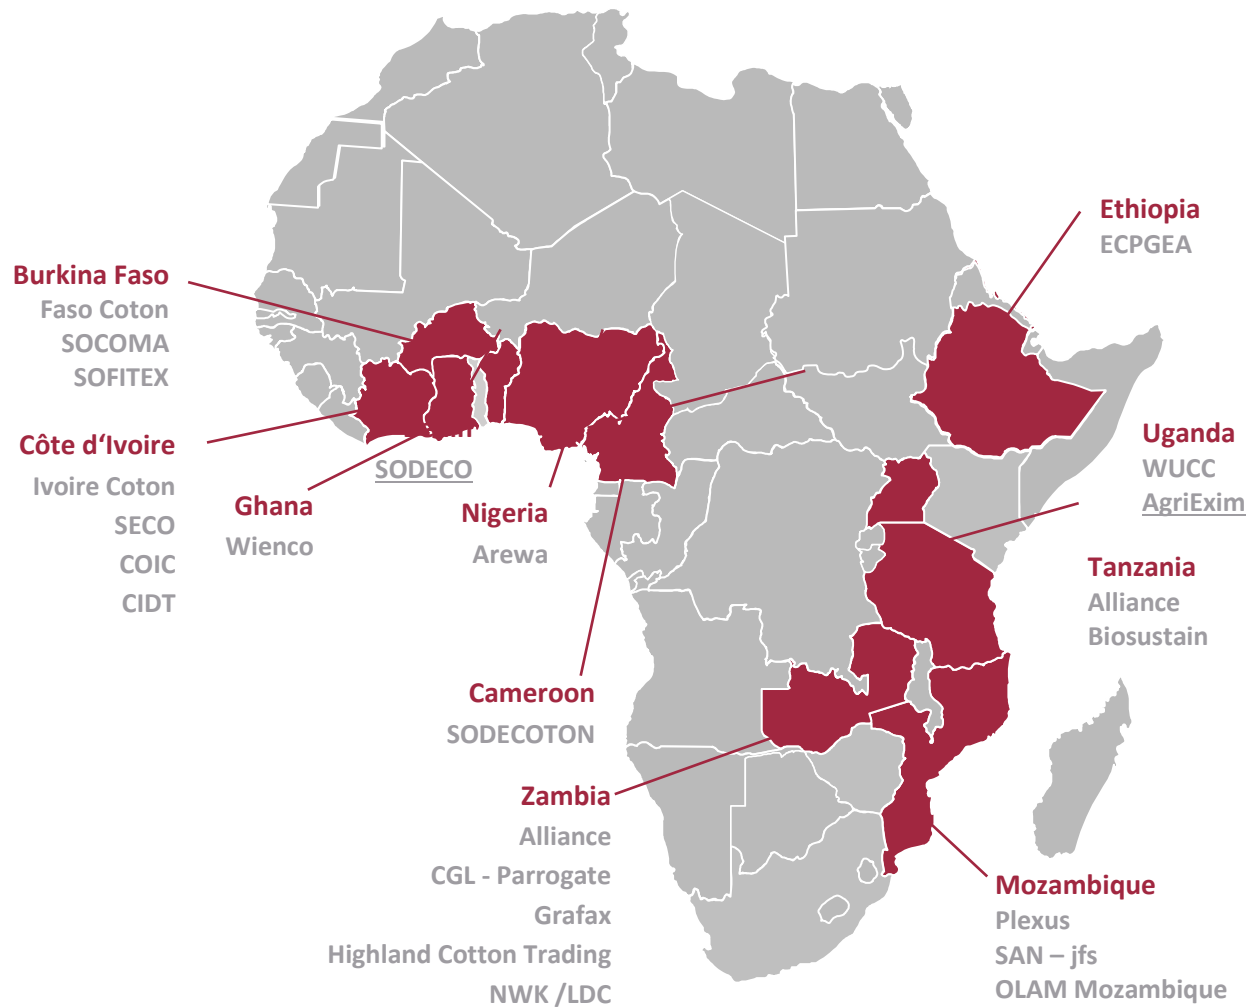 Ethiopia
ECPGEA
Burkina Faso
Faso Coton
SOCOMA
SOFITEX
Côte d‘Ivoire
Ivoire Coton
SECO
COIC
CIDT
SODECO
Ghana
Wienco
Nigeria
Arewa
Uganda
WUCC
AgriExim
Tanzania
Alliance
Biosustain
Cameroon
SODECOTON
Zambia
Alliance
CGL - Parrogate
Grafax
Highland Cotton Trading
NWK /LDC
Mozambique
Plexus
SAN – jfs
OLAM Mozambique